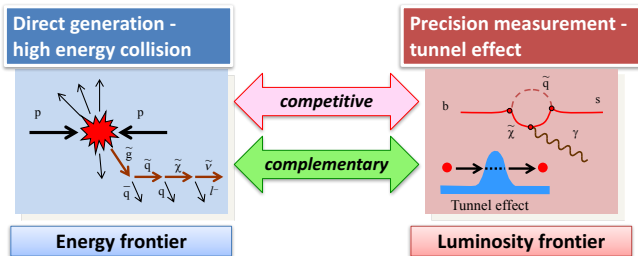 Direct generation -
high energy collision
Precision measurement -
tunnel effect
competitive
complementary
p
p
g̃
q̃
χ̃
ν̃
q̄
q
l⁻
b
q̃
s
χ̃
γ
Tunnel effect
Energy frontier
Luminosity frontier